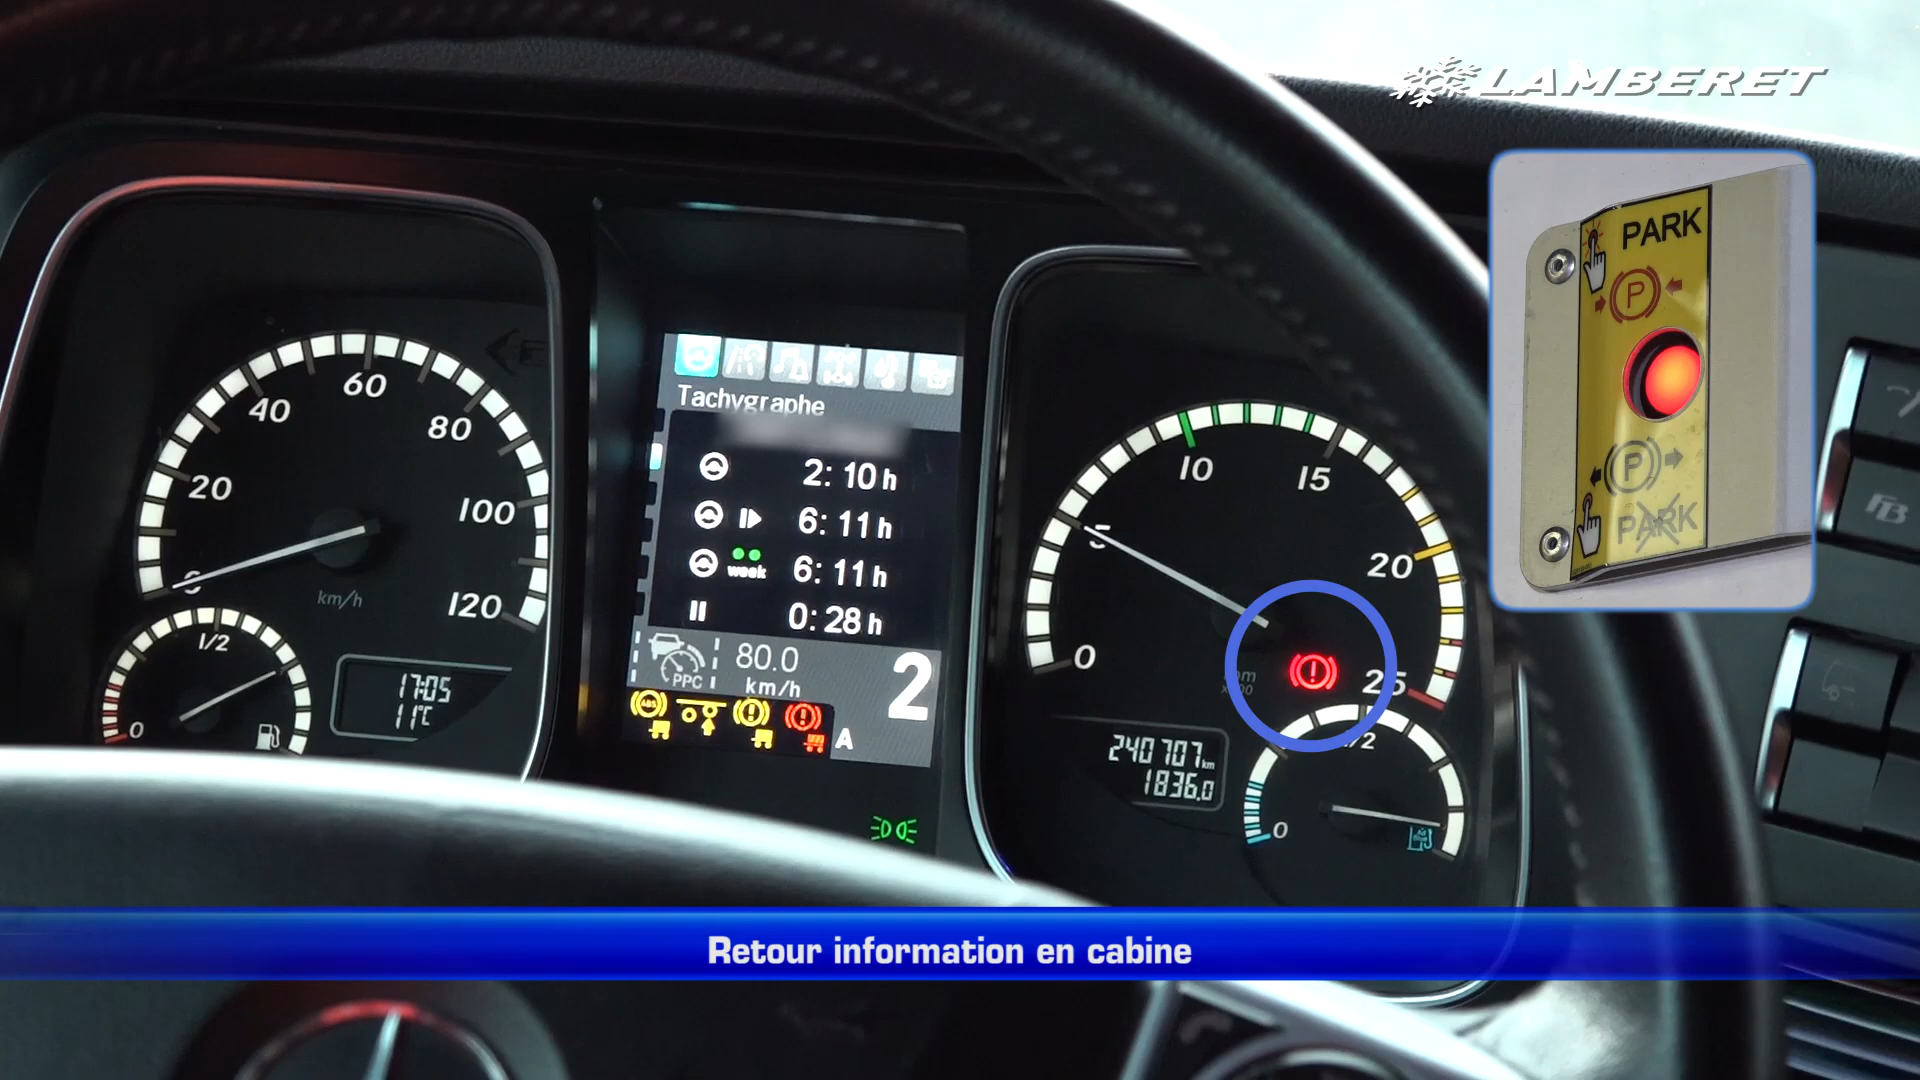 LAMBERET
PARK
P
P
PARK
60
40
80
20
100
0
120
km/h
1/2
0
17:05
11°C
Tachygraphe
2:10 h
6:11 h
week 6:11 h
0:28 h
PPC
80.0
km/h
2
ABS
A
10
15
5
20
0
25
240 707 km
1836.0
1/2
0
Retour information en cabine